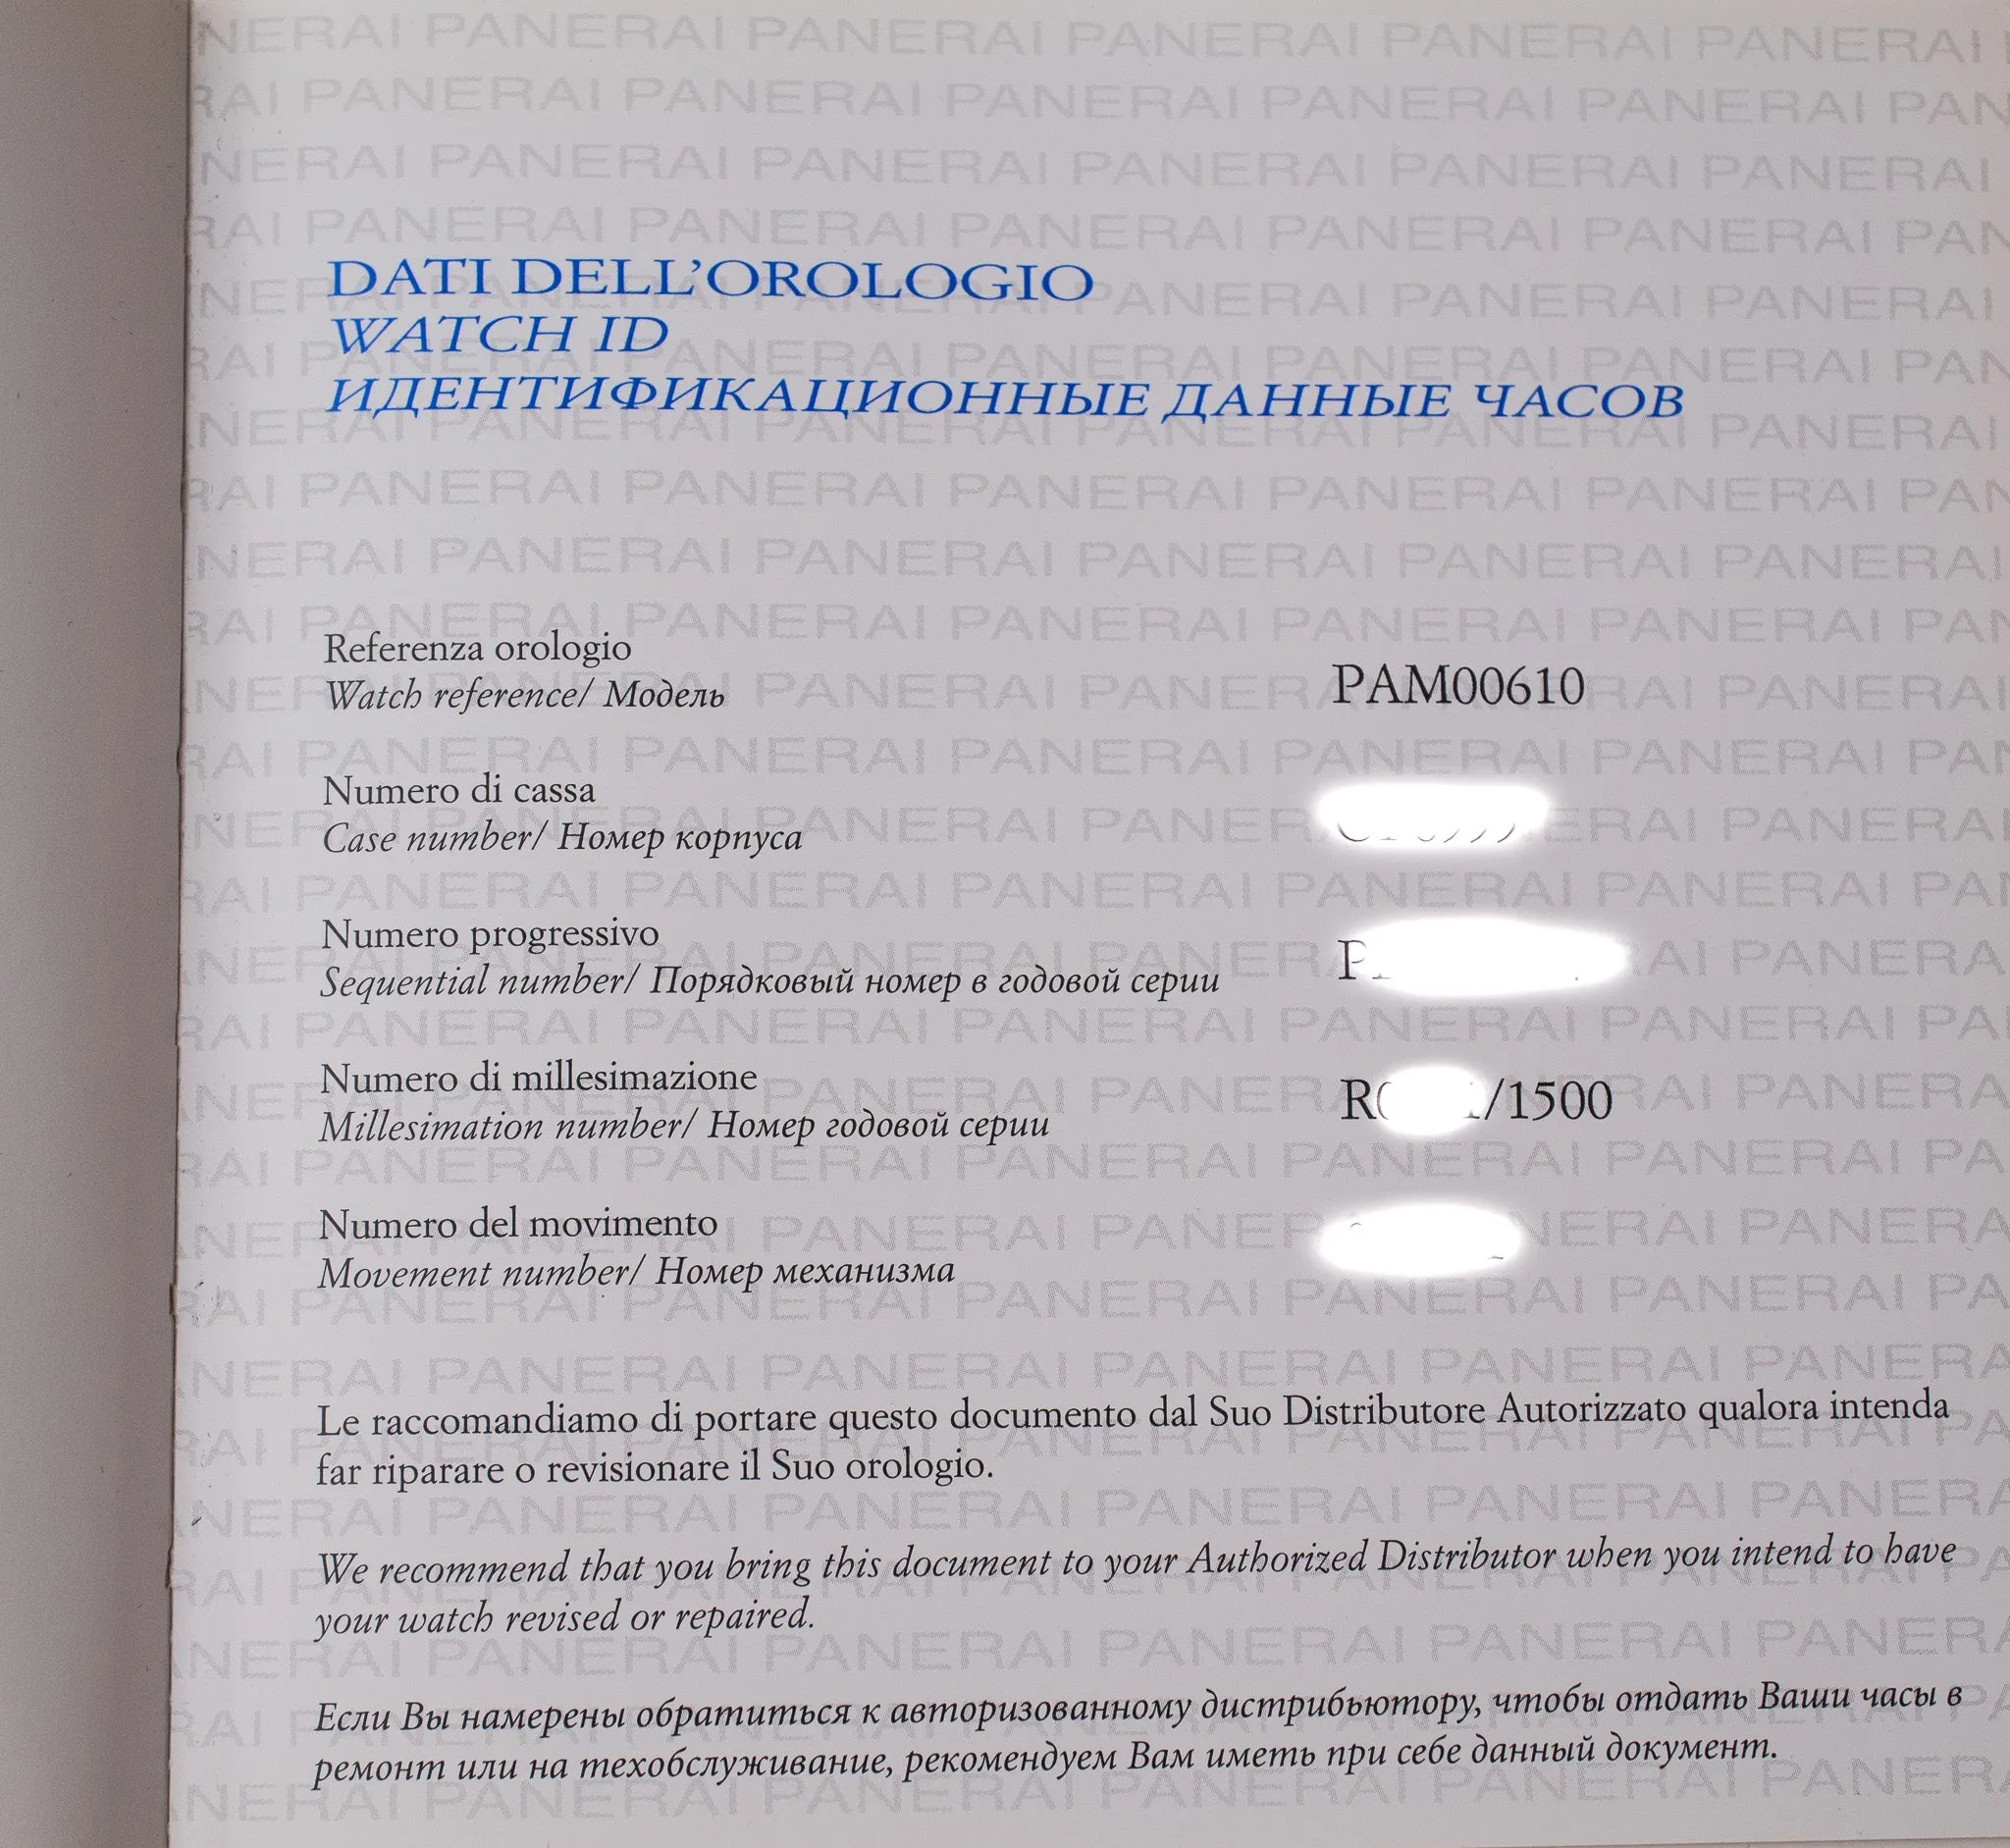 DATI DELL'OROLOGIO
WATCH ID
ИДЕНТИФИКАЦИОННЫЕ ДАННЫЕ ЧАСОВ
Referenza orologio
Watch reference/ Модель
PAM00610
Numero di cassa
Case number/ Номер корпуса
Numero progressivo
Sequential number/ Порядковый номер в годовой серии
Numero di millesimazione
Millesimation number/ Номер годовой серии
/1500
Numero del movimento
Movement number/ Номер механизма
Le raccomandiamo di portare questo documento dal Suo Distributore Autorizzato qualora intenda
far riparare o revisionare il Suo orologio.
We recommend that you bring this document to your Authorized Distributor when you intend to have
your watch revised or repaired.
Если Вы намерены обратиться к авторизованному дистрибьютору, чтобы отдать Ваши часы в
ремонт или на техобслуживание, рекомендуем Вам иметь при себе данный документ.